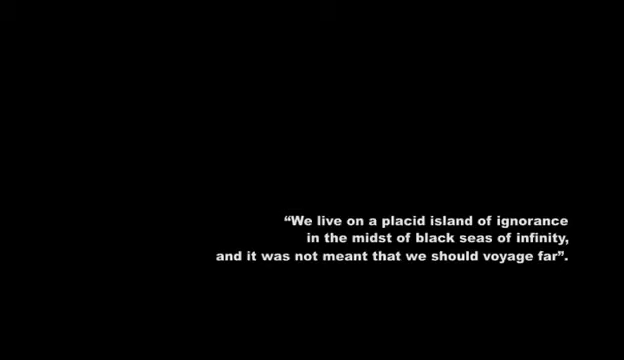 “We live on a placid island of ignorance
in the midst of black seas of infinity,
and it was not meant that we should voyage far”.